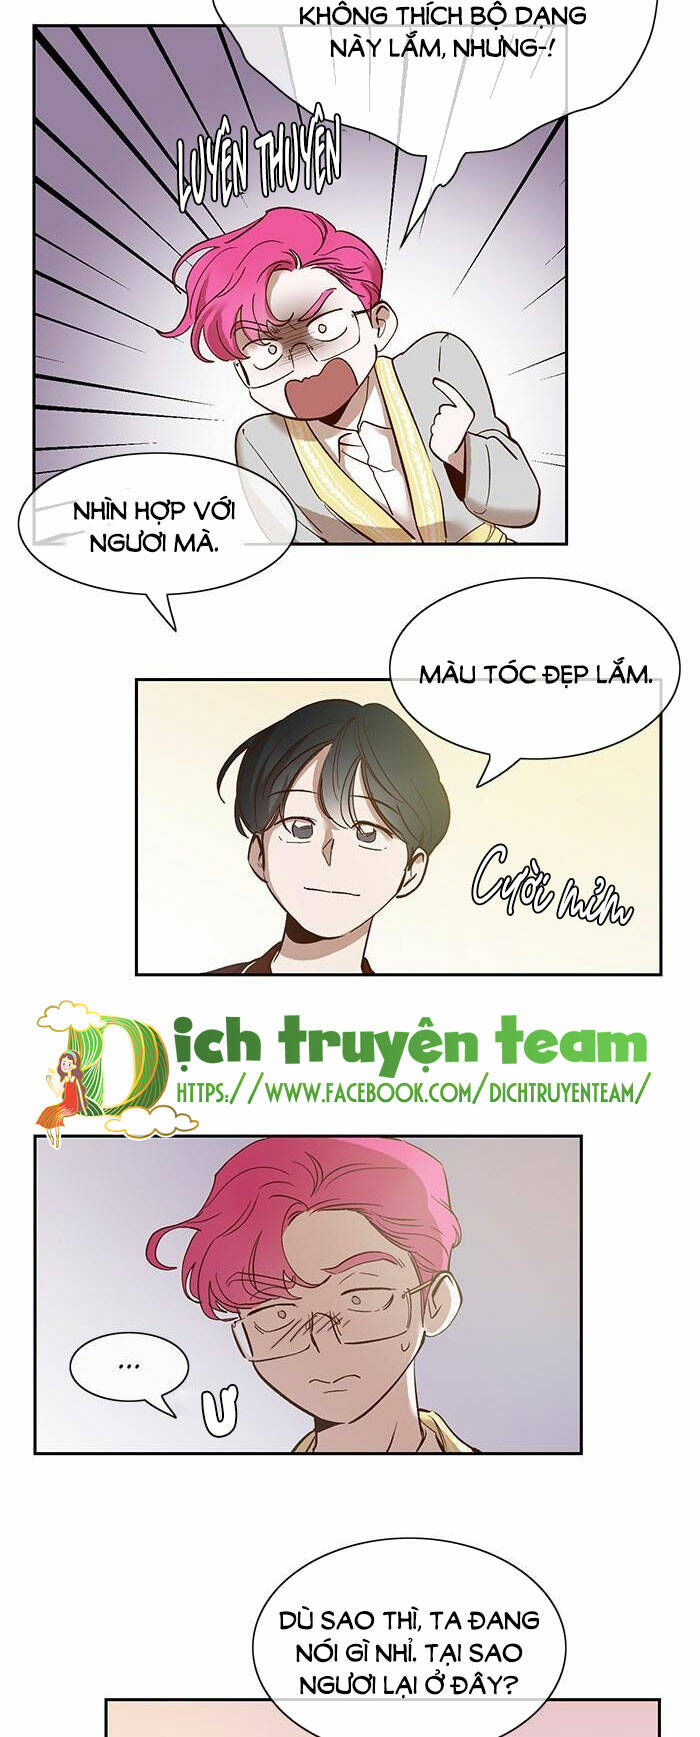 KHÔNG THÍCH BỘ DẠNG
NÀY LẮM, NHƯNG-!
LUYÊN THUYÊN
NHÌN HỢP VỚI
NGƯƠI MÀ.
MÀU TÓC ĐẸP LẮM.
Cười mỉm
Dịch truyện team
HTTPS://WWW.FACEBOOK.COM/DICHTRUYENTEAM/
...
Ư
DÙ SAO THÌ, TA ĐANG
NÓI GÌ NHỈ. TẠI SAO
NGƯƠI LẠI Ở ĐÂY?